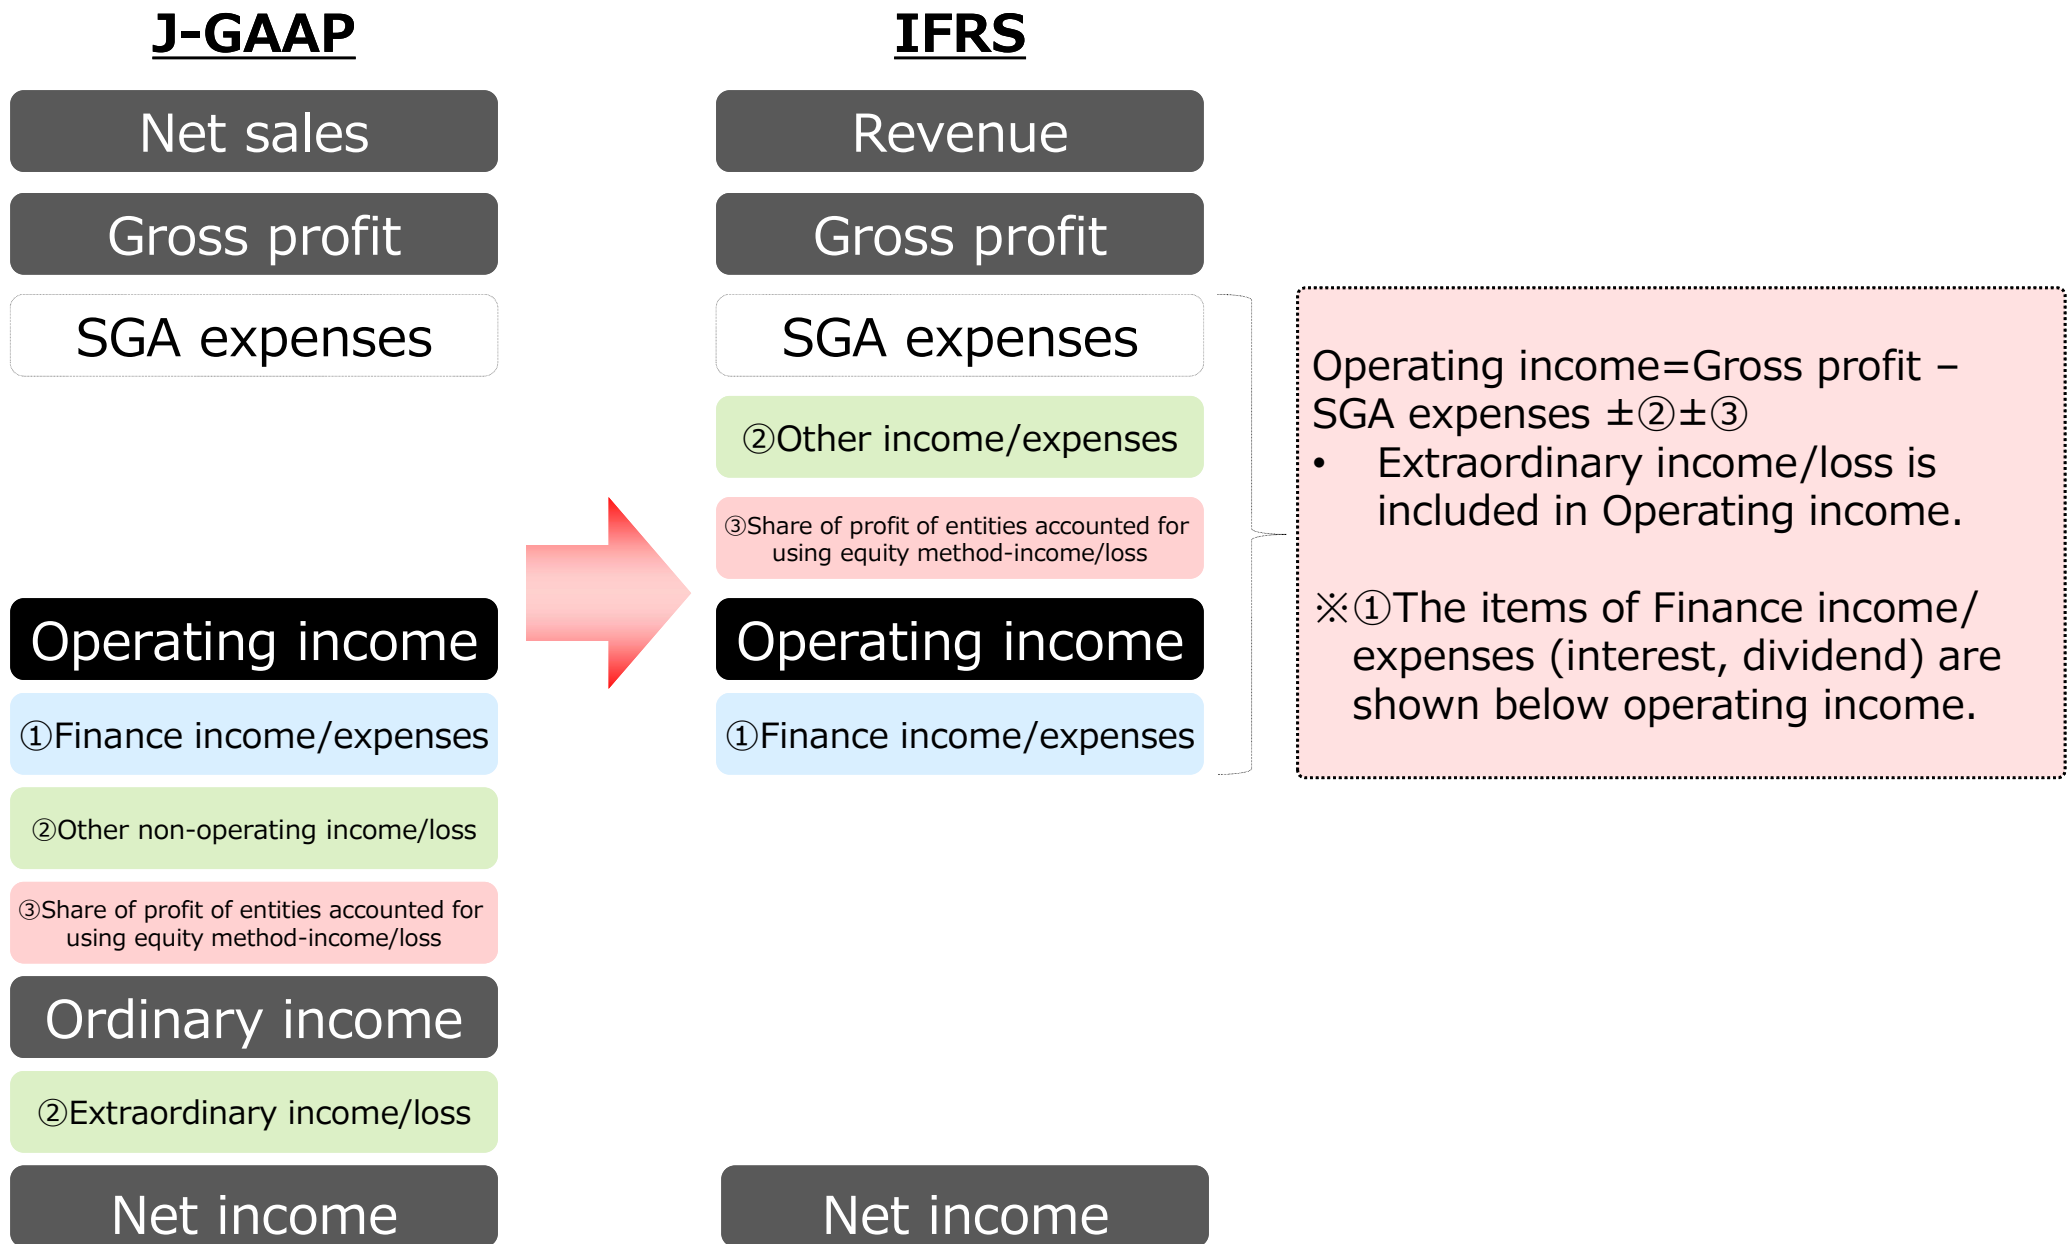 J-GAAP
Net sales
Gross profit
SGA expenses
Operating income
①Finance income/expenses
②Other non-operating income/loss
③Share of profit of entities accounted for
using equity method-income/loss
Ordinary income
②Extraordinary income/loss
Net income
IFRS
Revenue
Gross profit
SGA expenses
②Other income/expenses
③Share of profit of entities accounted for
using equity method-income/loss
Operating income
①Finance income/expenses
Net income
Operating income=Gross profit –
SGA expenses ±②±③
• Extraordinary income/loss is
included in Operating income.
※①The items of Finance income/
expenses (interest, dividend) are
shown below operating income.